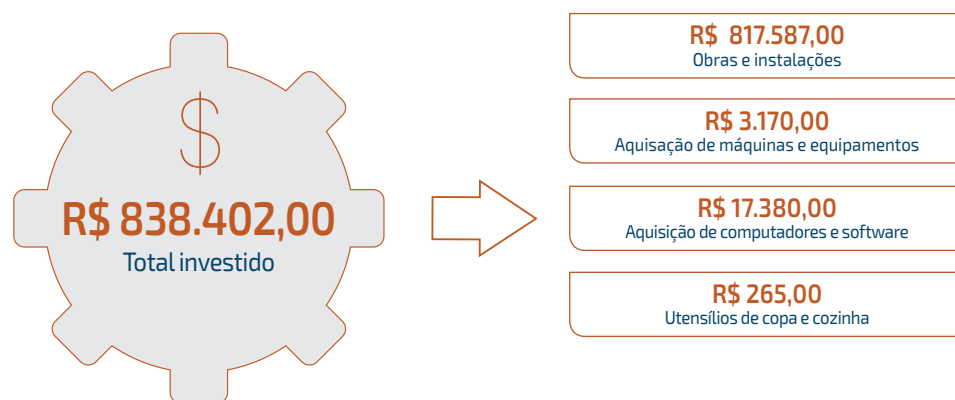 $
R$ 838.402,00
Total investido
R$ 817.587,00
Obras e instalações
R$ 3.170,00
Aquisação de máquinas e equipamentos
R$ 17.380,00
Aquisição de computadores e software
R$ 265,00
Utensílios de copa e cozinha